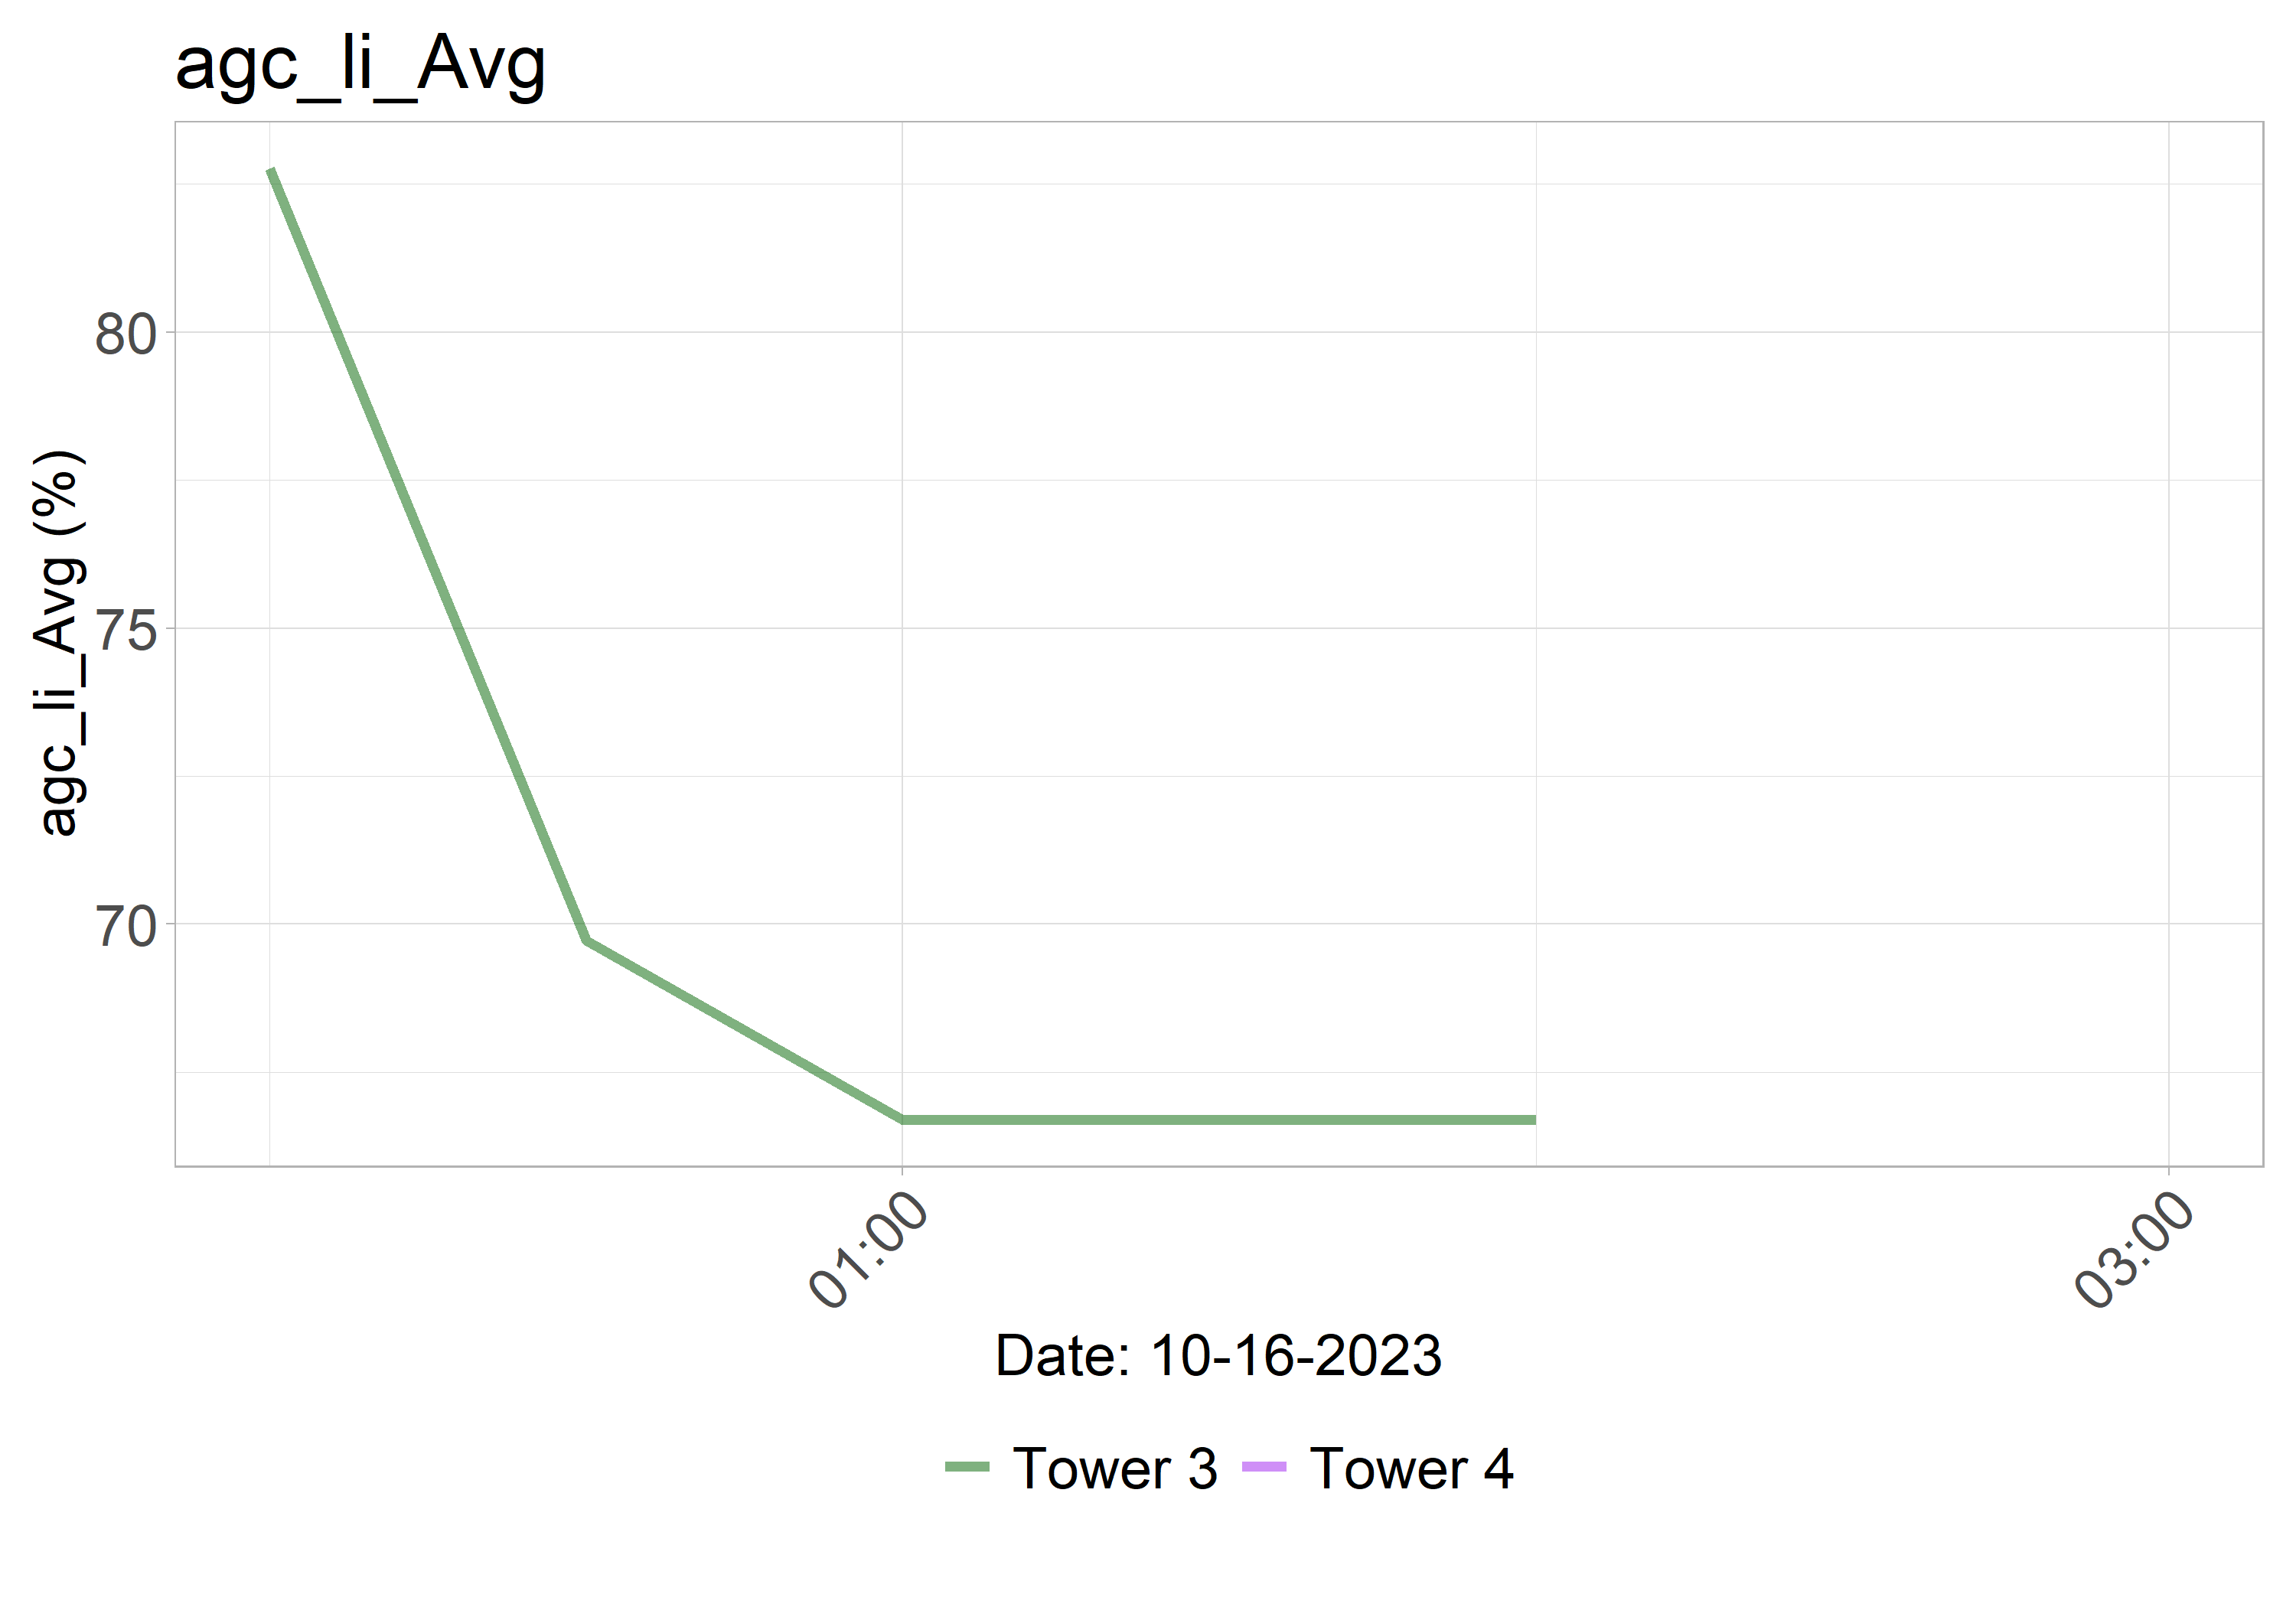 agc_li_Avg
agc_li_Avg (%)
80
75
70
01:00
03:00
Date: 10-16-2023
Tower 3
Tower 4